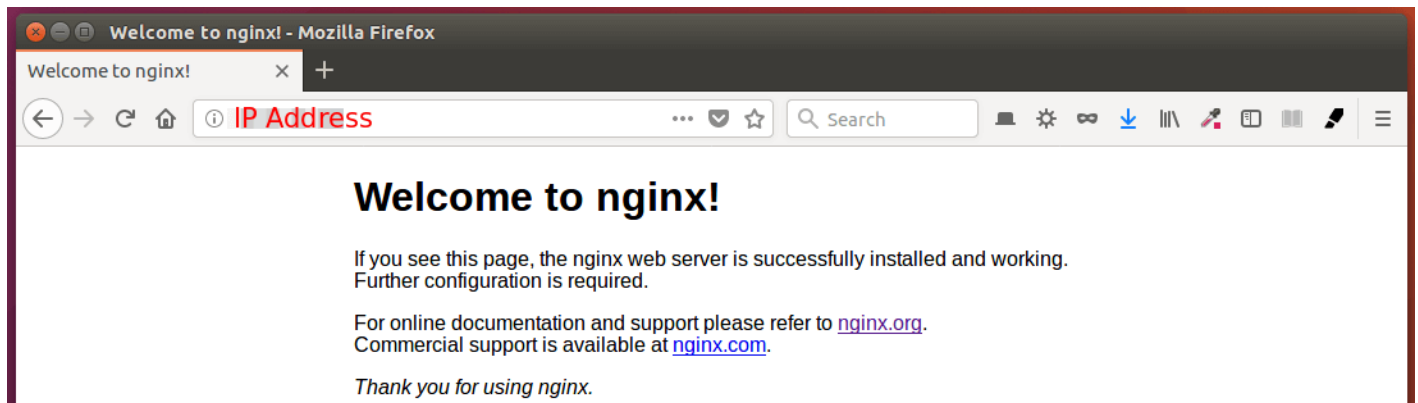 Welcome to nginx! - Mozilla Firefox
Welcome to nginx!
IP Address
Search
Welcome to nginx!
If you see this page, the nginx web server is successfully installed and working.
Further configuration is required.
For online documentation and support please refer to nginx.org.
Commercial support is available at nginx.com.
Thank you for using nginx.